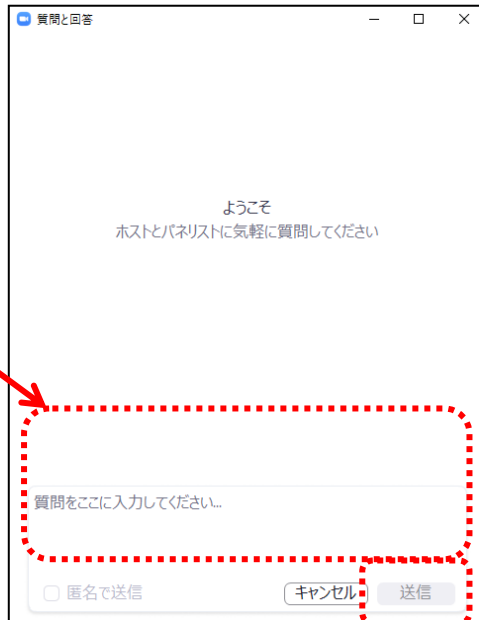 質問と回答
ようこそ
ホストとパネリストに気軽に質問してください
質問をここに入力してください...
匿名で送信
キャンセル
送信